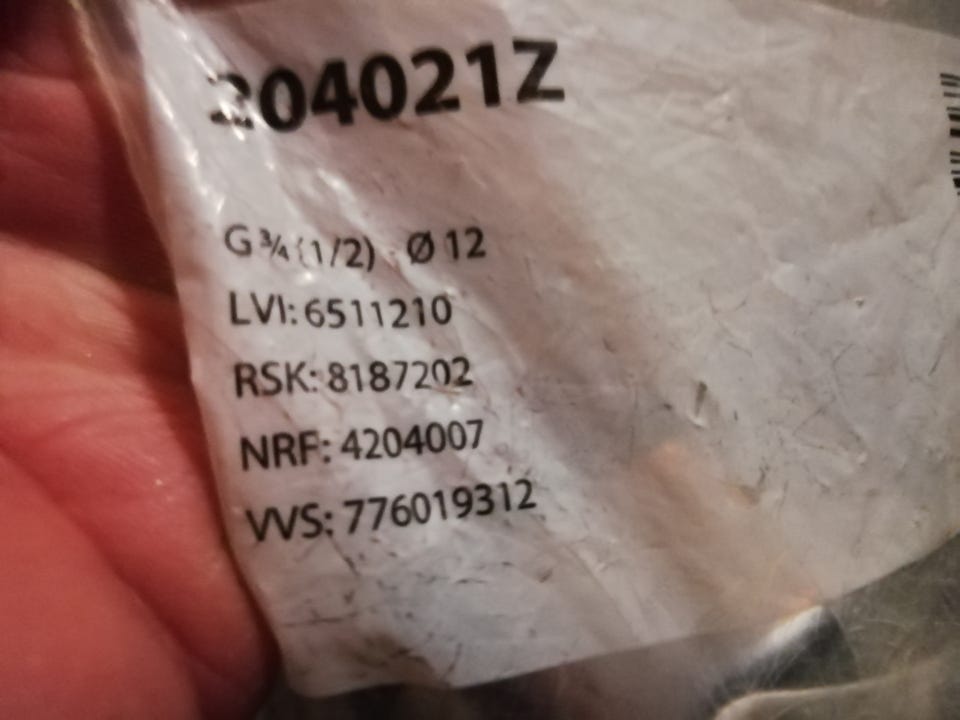 204021Z
G ¾ (1/2) - Ø 12
LVI: 6511210
RSK: 8187202
NRF: 4204007
VVS: 776019312